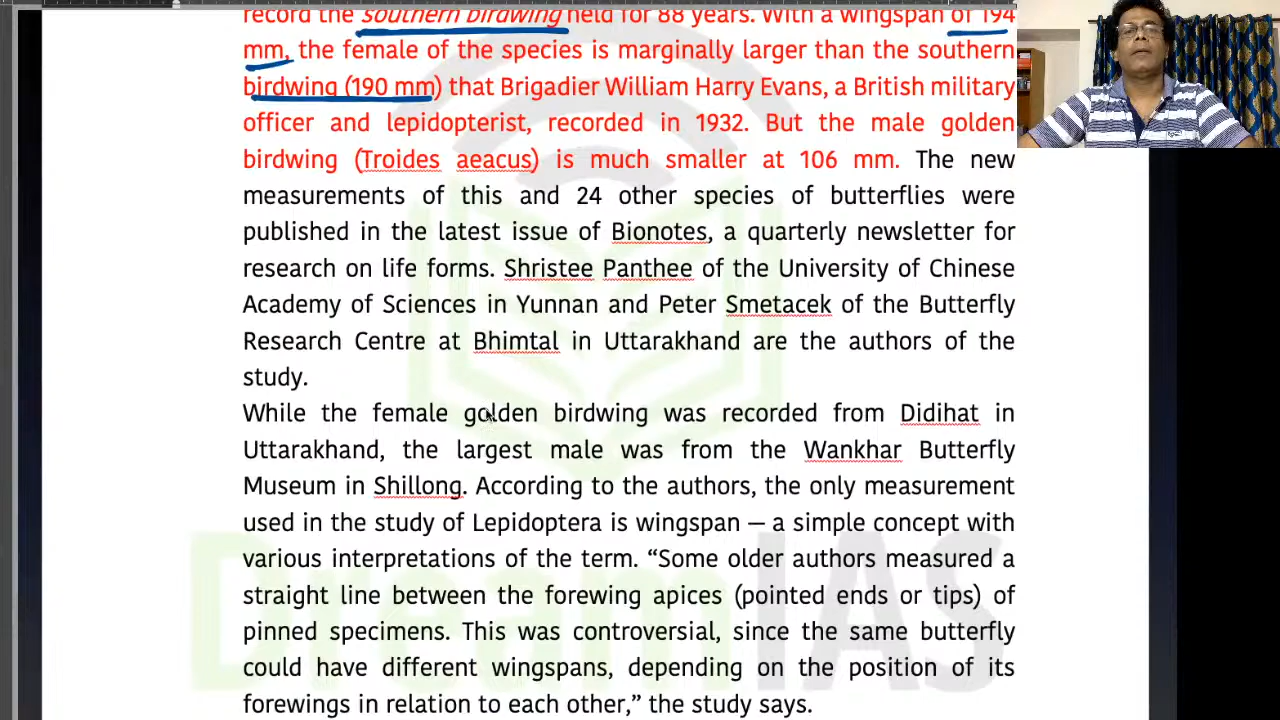 record the southern birdwing held for 88 years. With a wingspan of 194
mm, the female of the species is marginally larger than the southern
birdwing (190 mm) that Brigadier William Harry Evans, a British military
officer and lepidopterist, recorded in 1932. But the male golden
birdwing (Troides aeacus) is much smaller at 106 mm. The new
measurements of this and 24 other species of butterflies were
published in the latest issue of Bionotes, a quarterly newsletter for
research on life forms. Shristee Panthee of the University of Chinese
Academy of Sciences in Yunnan and Peter Smetacek of the Butterfly
Research Centre at Bhimtal in Uttarakhand are the authors of the
study.
While the female golden birdwing was recorded from Didihat in
Uttarakhand, the largest male was from the Wankhar Butterfly
Museum in Shillong. According to the authors, the only measurement
used in the study of Lepidoptera is wingspan — a simple concept with
various interpretations of the term. “Some older authors measured a
straight line between the forewing apices (pointed ends or tips) of
pinned specimens. This was controversial, since the same butterfly
could have different wingspans, depending on the position of its
forewings in relation to each other,” the study says.
DreamIAS